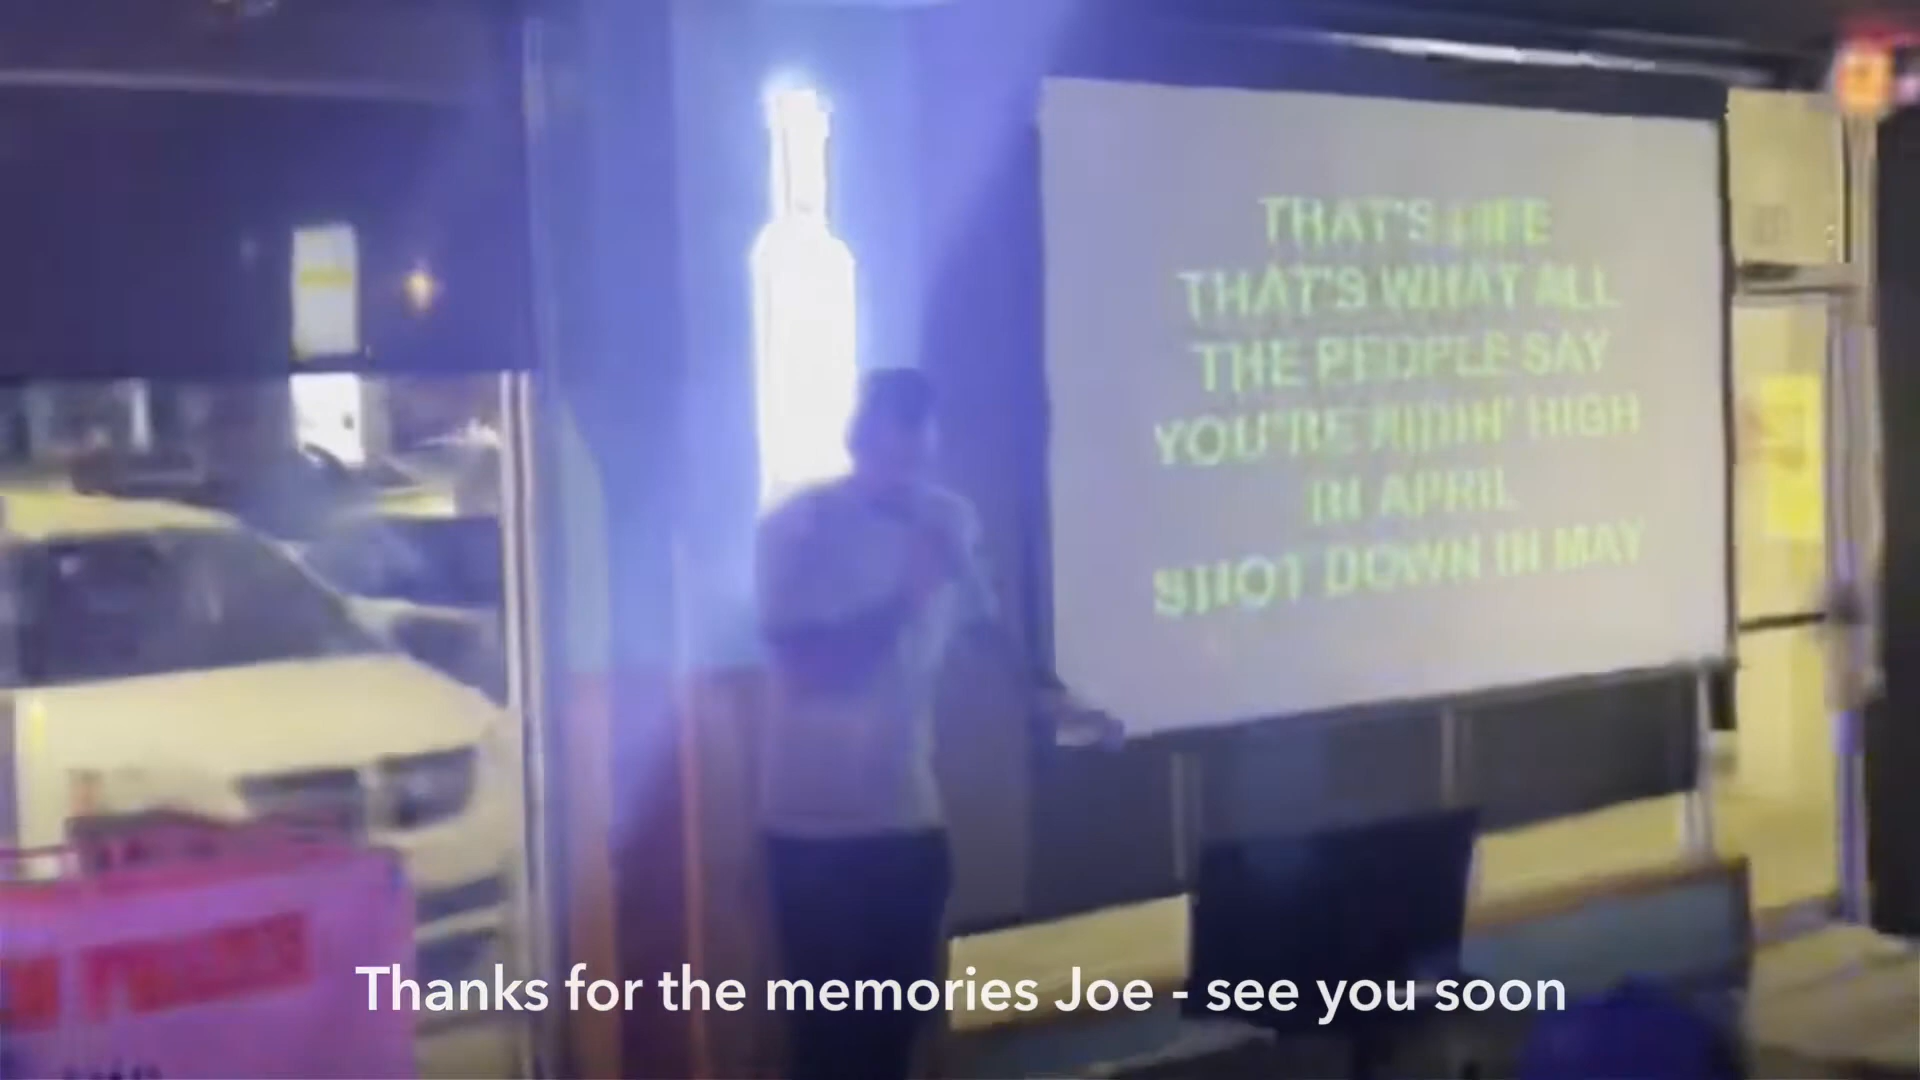 THAT'S LIFE
THAT'S WHAT ALL
THE PEOPLE SAY
YOU'RE RIDIN' HIGH
IN APRIL
SHOT DOWN IN MAY
Thanks for the memories Joe - see you soon